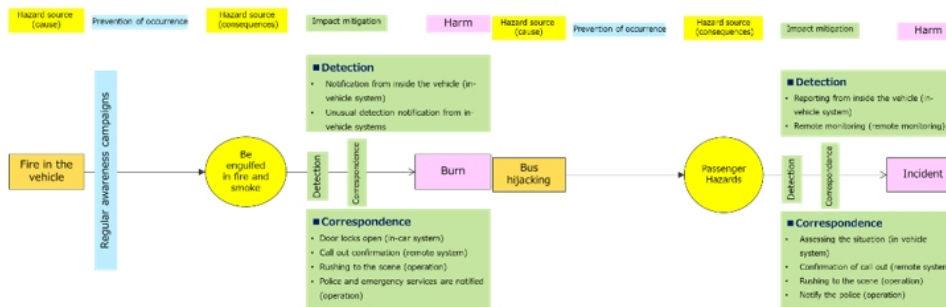 Hazard source
(cause)
Prevention of occurrence
Hazard source
(consequences)
Impact mitigation
Harm
Hazard source
(cause)
Prevention of occurrence
Hazard source
(consequences)
Impact mitigation
Harm
Fire in the
vehicle
Regular awareness campaigns
Be
engulfed
in fire and
smoke
■ Detection
• Notification from inside the vehicle (in-
vehicle system)
• Unusual detection notification from in-
vehicle systems
Detection
Correspondence
Burn
■ Correspondence
• Door locks open (in-car system)
• Call out confirmation (remote system)
• Rushing to the scene (operation)
• Police and emergency services are notified
(operation)
Bus
hijacking
Passenger
Hazards
■ Detection
• Reporting from inside the vehicle (in-
vehicle system)
• Remote monitoring (remote monitoring)
Detection
Correspondence
Incident
■ Correspondence
• Assessing the situation (in vehicle
system)
• Confirmation of call out (remote system
• Rushing to the scene (operation)
• Notify the police (operation)